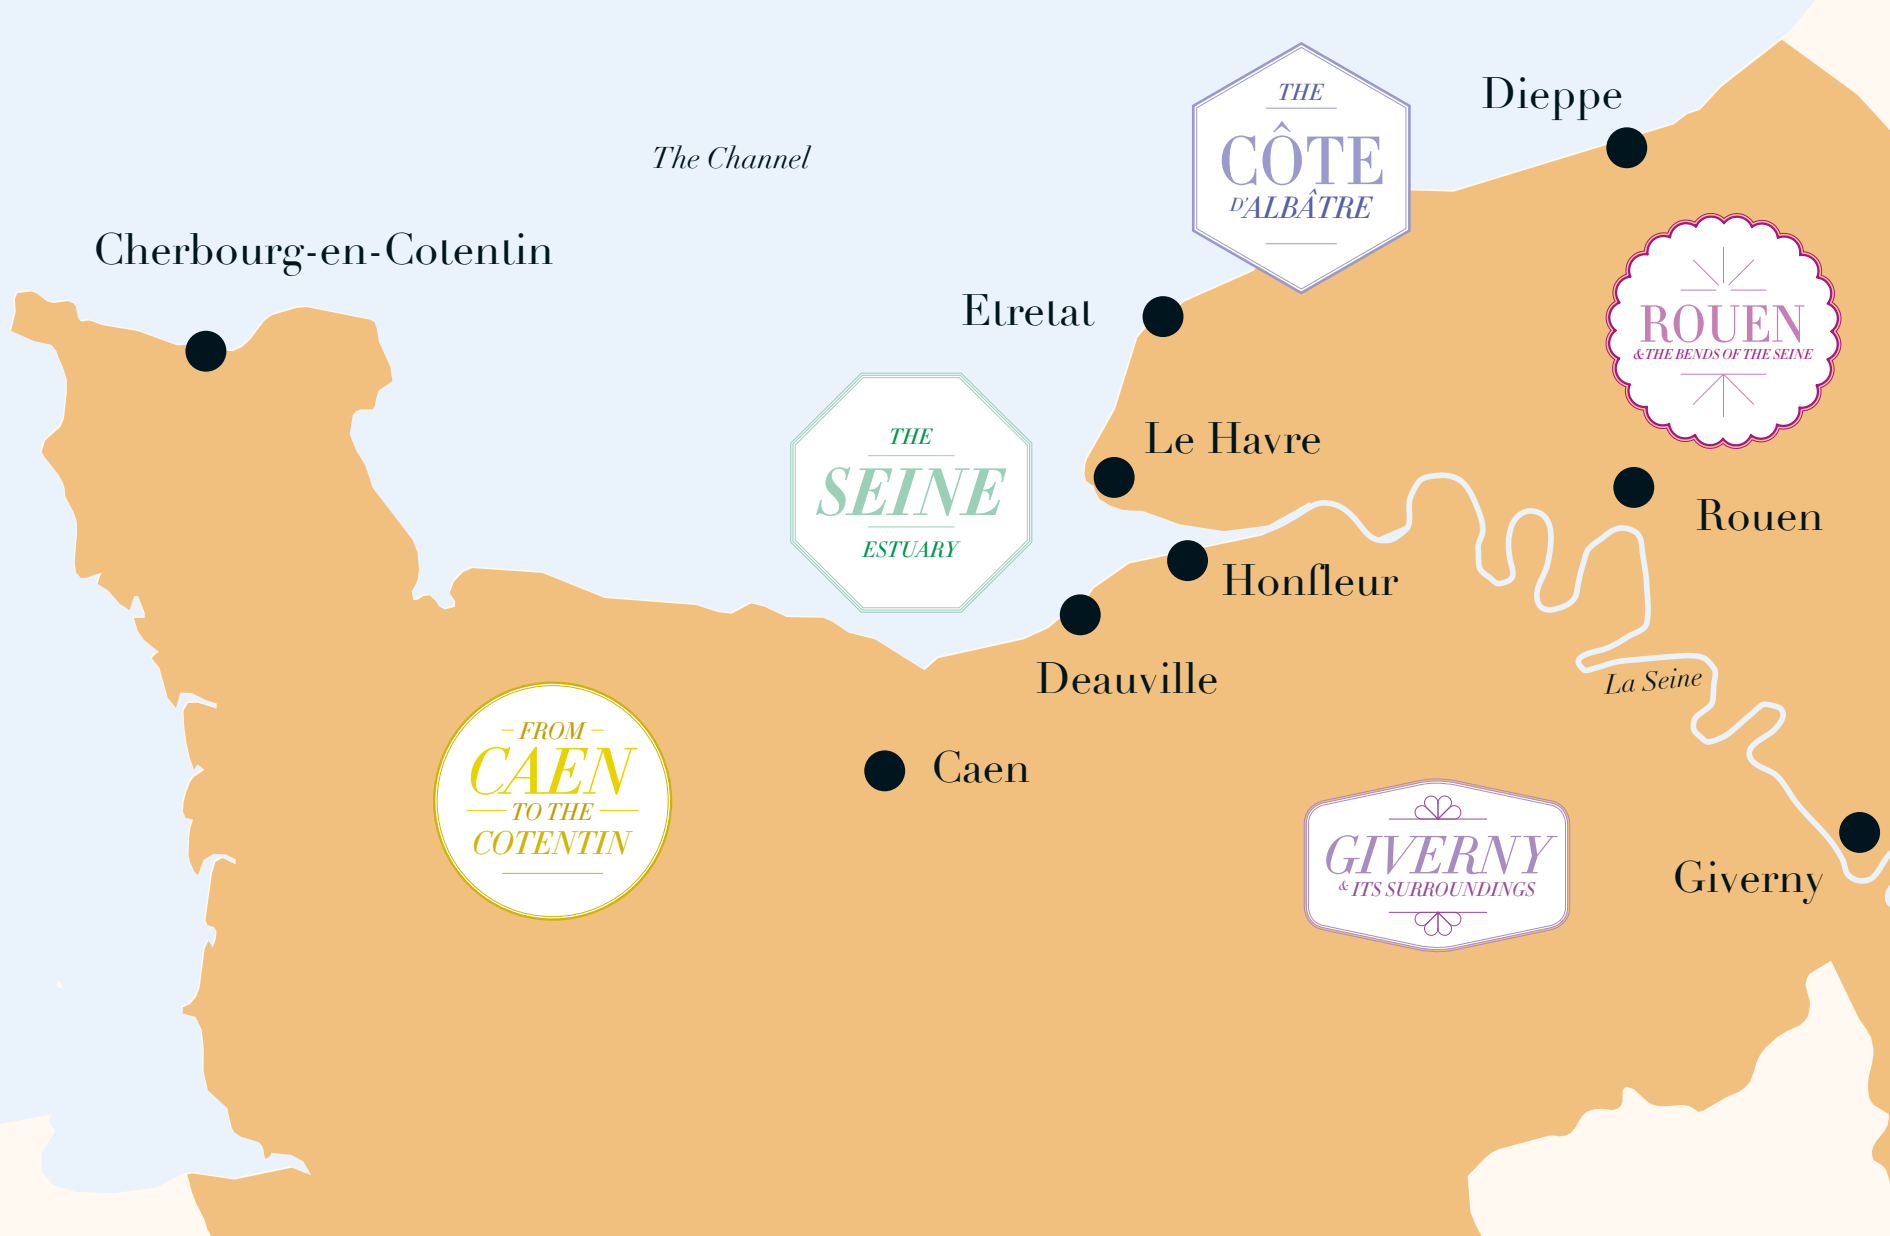 Dieppe
THE
CÔTE
D'ALBÂTRE
The Channel
Cherbourg-en-Cotentin
Etretat
ROUEN
& THE BENDS OF THE SEINE
Le Havre
THE
SEINE
ESTUARY
Rouen
Honfleur
Deauville
La Seine
FROM
CAEN
TO THE
COTENTIN
Caen
GIVERNY
& ITS SURROUNDINGS
Giverny